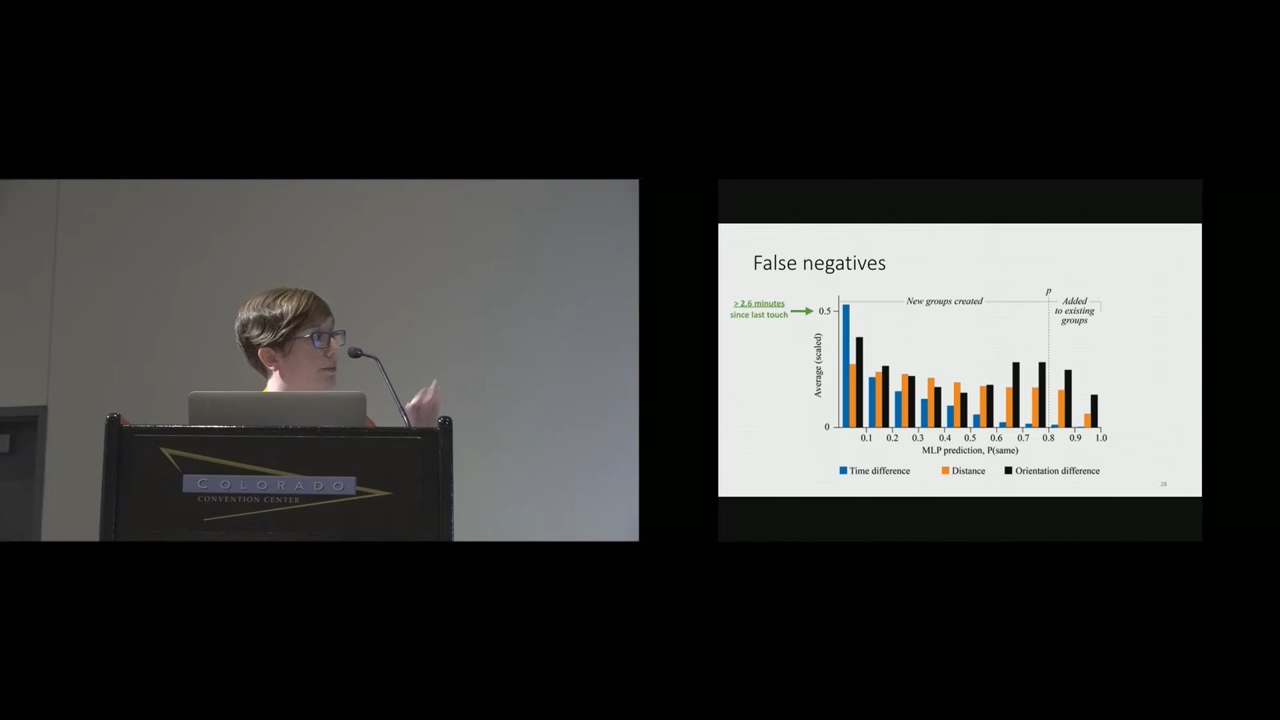 COLORADO
CONVENTION CENTER
False negatives
> 2.6 minutes
since last touch
p
New groups created
Added
to existing
groups
0.5
Average (scaled)
0
0.1 0.2 0.3 0.4 0.5 0.6 0.7 0.8 0.9 1.0
MLP prediction, P(same)
Time difference Distance Orientation difference
28